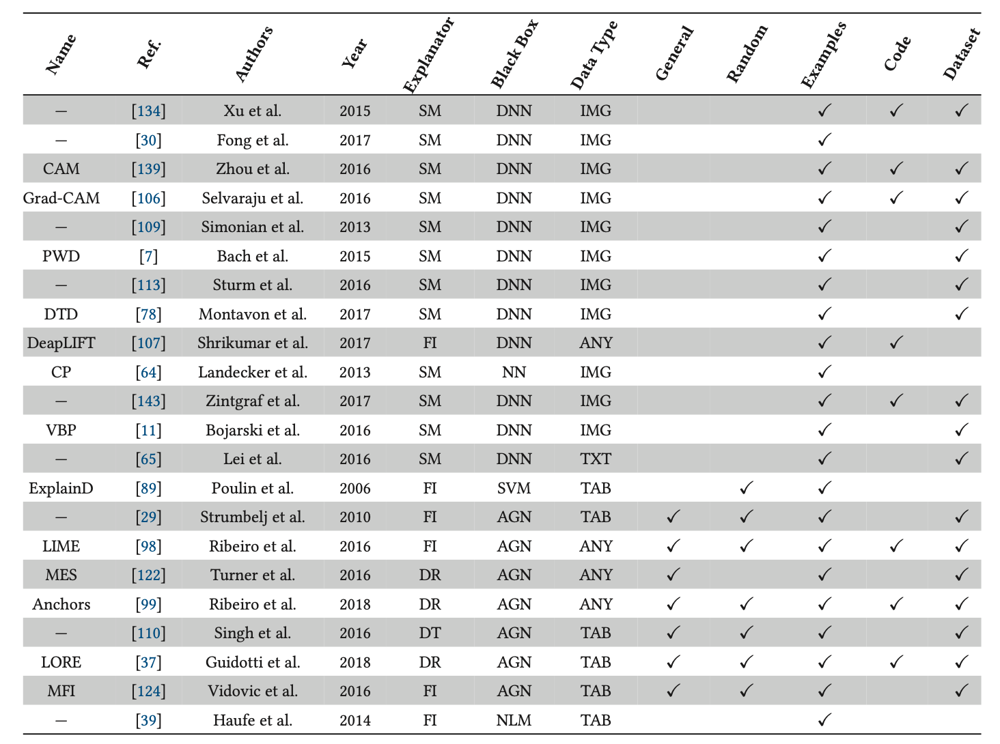 Name Ref. Authors Year Explanator Black Box Data Type General Random Examples Code Dataset
— [134] Xu et al. 2015 SM DNN IMG ✓ ✓ ✓
— [30] Fong et al. 2017 SM DNN IMG ✓
CAM [139] Zhou et al. 2016 SM DNN IMG ✓ ✓ ✓
Grad-CAM [106] Selvaraju et al. 2016 SM DNN IMG ✓ ✓ ✓
— [109] Simonian et al. 2013 SM DNN IMG ✓ ✓
PWD [7] Bach et al. 2015 SM DNN IMG ✓ ✓
— [113] Sturm et al. 2016 SM DNN IMG ✓ ✓
DTD [78] Montavon et al. 2017 SM DNN IMG ✓ ✓
DeapLIFT [107] Shrikumar et al. 2017 FI DNN ANY ✓ ✓
CP [64] Landecker et al. 2013 SM NN IMG ✓
— [143] Zintgraf et al. 2017 SM DNN IMG ✓ ✓ ✓
VBP [11] Bojarski et al. 2016 SM DNN IMG ✓ ✓
— [65] Lei et al. 2016 SM DNN TXT ✓ ✓
ExplainD [89] Poulin et al. 2006 FI SVM TAB ✓ ✓
— [29] Strumbelj et al. 2010 FI AGN TAB ✓ ✓ ✓ ✓
LIME [98] Ribeiro et al. 2016 FI AGN ANY ✓ ✓ ✓ ✓ ✓
MES [122] Turner et al. 2016 DR AGN ANY ✓ ✓ ✓
Anchors [99] Ribeiro et al. 2018 DR AGN ANY ✓ ✓ ✓ ✓ ✓
— [110] Singh et al. 2016 DT AGN TAB ✓ ✓ ✓ ✓
LORE [37] Guidotti et al. 2018 DR AGN TAB ✓ ✓ ✓ ✓ ✓
MFI [124] Vidovic et al. 2016 FI AGN TAB ✓ ✓ ✓ ✓
— [39] Haufe et al. 2014 FI NLM TAB ✓